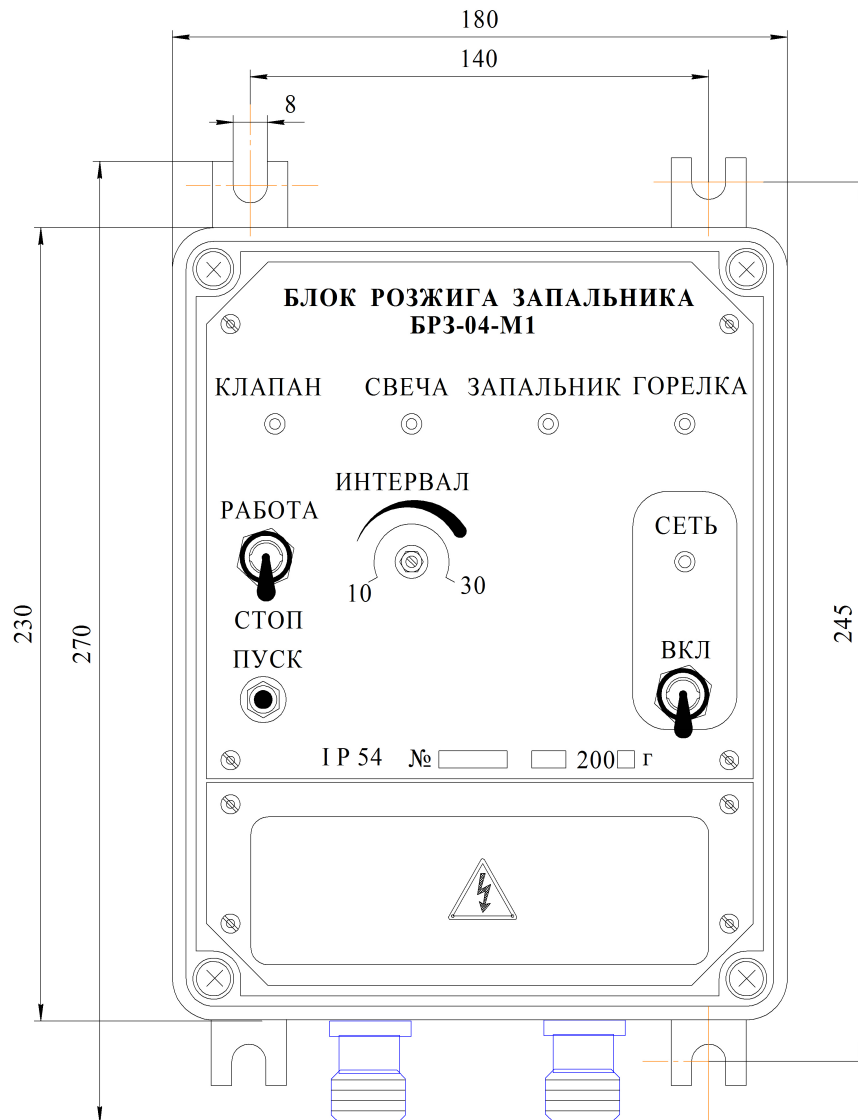 180
140
8
БЛОК РОЗЖИГА ЗАПАЛЬНИКА
БРЗ-04-М1
КЛАПАН СВЕЧА ЗАПАЛЬНИК ГОРЕЛКА
ИНТЕРВАЛ
РАБОТА
СЕТЬ
10
30
СТОП
230
270
245
ПУСК
ВКЛ
I P 54 № 200 г